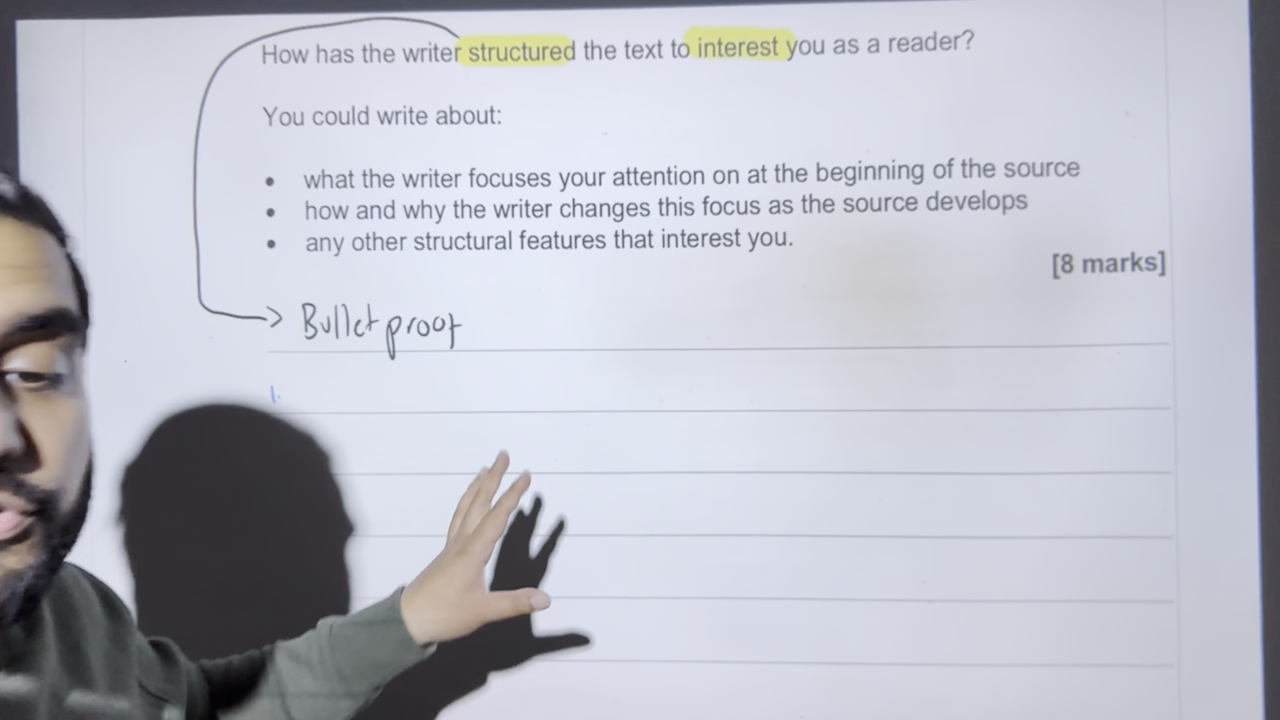 How has the writer structured the text to interest you as a reader?
You could write about:
• what the writer focuses your attention on at the beginning of the source
• how and why the writer changes this focus as the source develops
• any other structural features that interest you.
[8 marks]
Bulletproof
1.